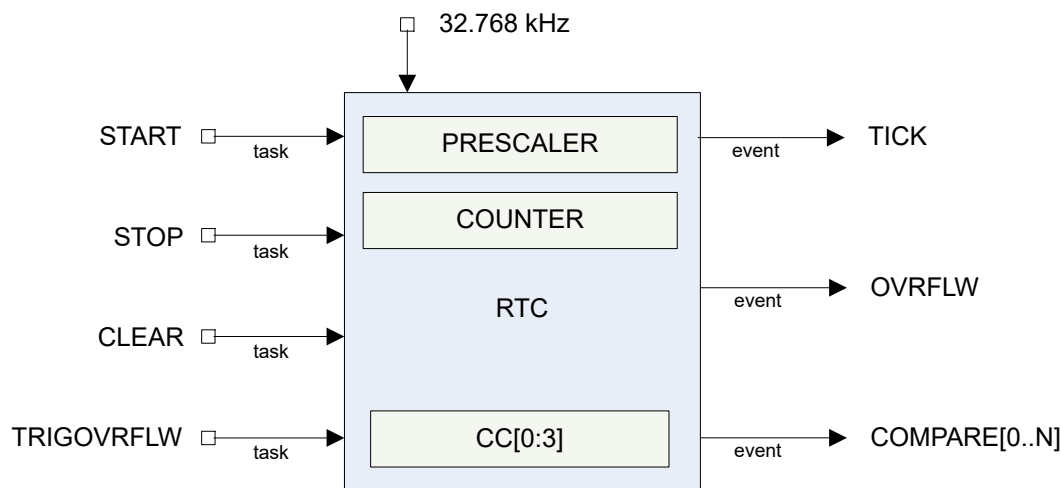 32.768 kHz
START
task
PRESCALER
event
TICK
STOP
task
COUNTER
RTC
event
OVRFLW
CLEAR
task
TRIGOVRFLW
task
CC[0:3]
event
COMPARE[0..N]